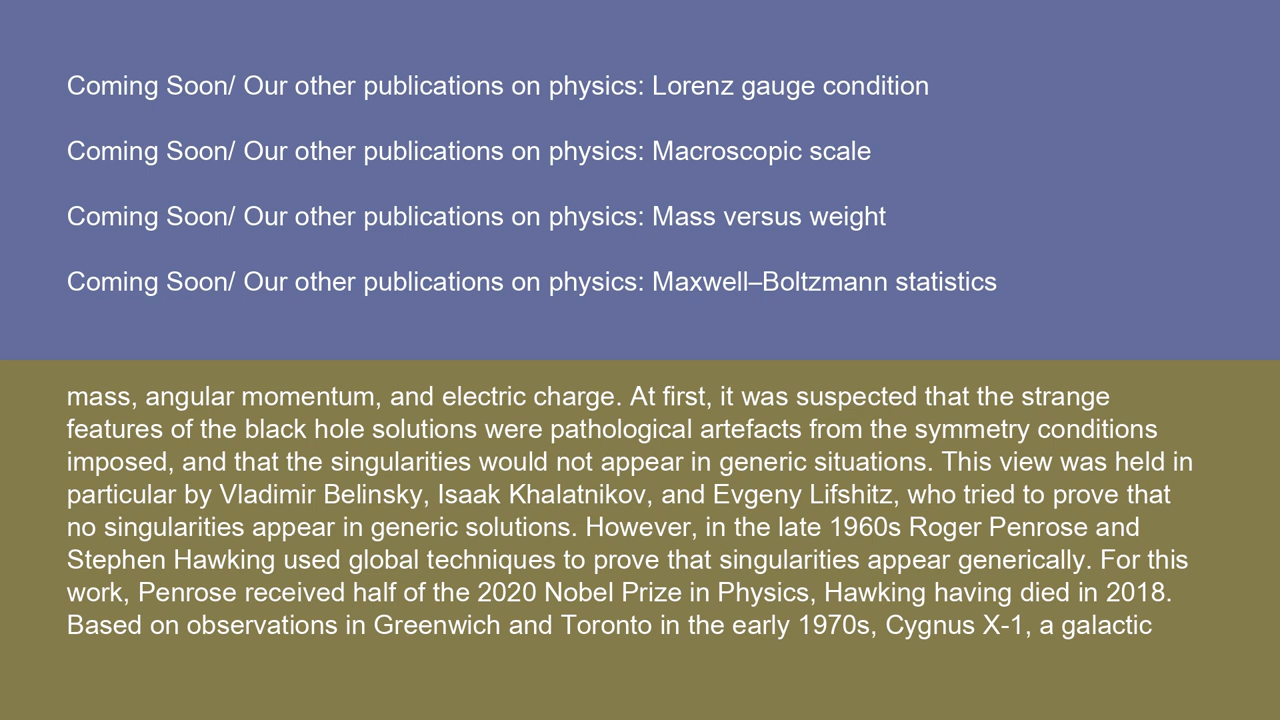 Coming Soon/ Our other publications on physics: Lorenz gauge condition
Coming Soon/ Our other publications on physics: Macroscopic scale
Coming Soon/ Our other publications on physics: Mass versus weight
Coming Soon/ Our other publications on physics: Maxwell–Boltzmann statistics
mass, angular momentum, and electric charge. At first, it was suspected that the strange
features of the black hole solutions were pathological artefacts from the symmetry conditions
imposed, and that the singularities would not appear in generic situations. This view was held in
particular by Vladimir Belinsky, Isaak Khalatnikov, and Evgeny Lifshitz, who tried to prove that
no singularities appear in generic solutions. However, in the late 1960s Roger Penrose and
Stephen Hawking used global techniques to prove that singularities appear generically. For this
work, Penrose received half of the 2020 Nobel Prize in Physics, Hawking having died in 2018.
Based on observations in Greenwich and Toronto in the early 1970s, Cygnus X-1, a galactic